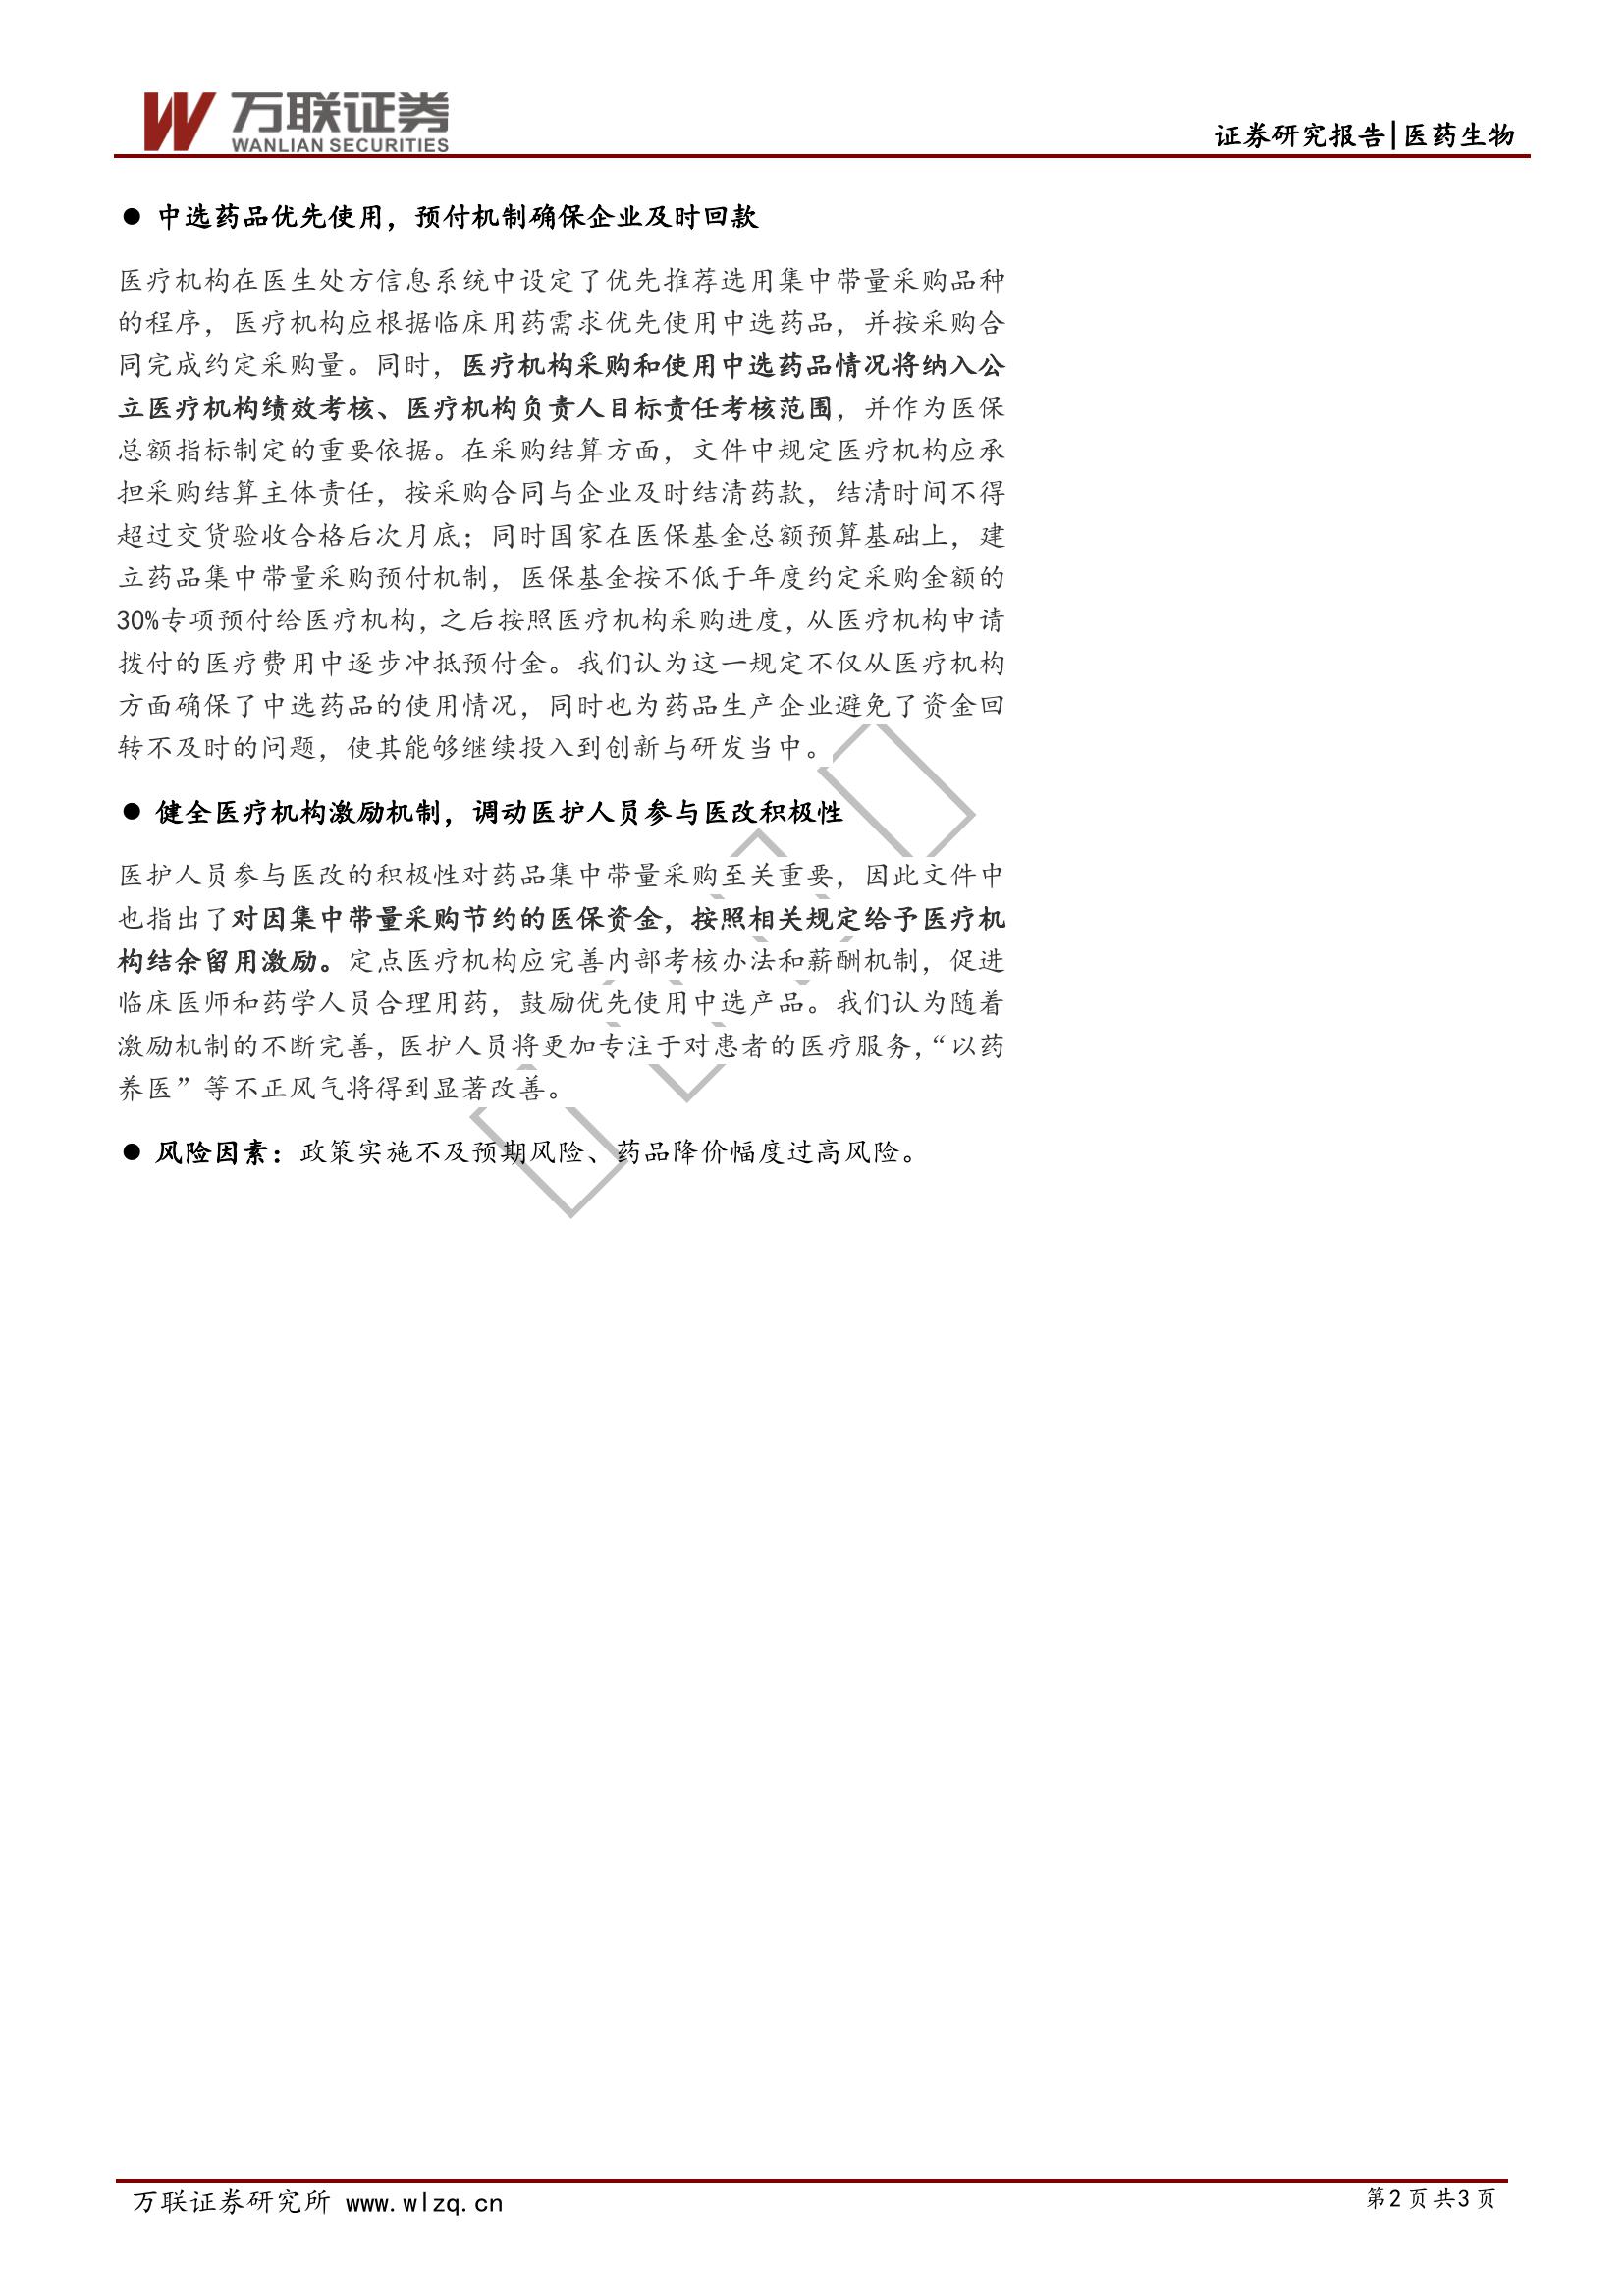 万联证券
WANLIAN SECURITIES
证券研究报告|医药生物
● 中选药品优先使用，预付机制确保企业及时回款
医疗机构在医生处方信息系统中设定了优先推荐选用集中带量采购品种
的程序，医疗机构应根据临床用药需求优先使用中选药品，并按采购合
同完成约定采购量。同时，医疗机构采购和使用中选药品情况将纳入公
立医疗机构绩效考核、医疗机构负责人目标责任考核范围，并作为医保
总额指标制定的重要依据。在采购结算方面，文件中规定医疗机构应承
担采购结算主体责任，按采购合同与企业及时结清药款，结清时间不得
超过交货验收合格后次月底；同时国家在医保基金总额预算基础上，建
立药品集中带量采购预付机制，医保基金按不低于年度约定采购金额的
30%专项预付给医疗机构，之后按照医疗机构采购进度，从医疗机构申请
拨付的医疗费用中逐步冲抵预付金。我们认为这一规定不仅从医疗机构
方面确保了中选药品的使用情况，同时也为药品生产企业避免了资金回
转不及时的问题，使其能够继续投入到创新与研发当中。
● 健全医疗机构激励机制，调动医护人员参与医改积极性
医护人员参与医改的积极性对药品集中带量采购至关重要，因此文件中
也指出了对因集中带量采购节约的医保资金，按照相关规定给予医疗机
构结余留用激励。定点医疗机构应完善内部考核办法和薪酬机制，促进
临床医师和药学人员合理用药，鼓励优先使用中选产品。我们认为随着
激励机制的不断完善，医护人员将更加专注于对患者的医疗服务，“以药
养医”等不正风气将得到显著改善。
● 风险因素：政策实施不及预期风险、药品降价幅度过高风险。
万联证券研究所 www.wlzq.cn
第2页共3页